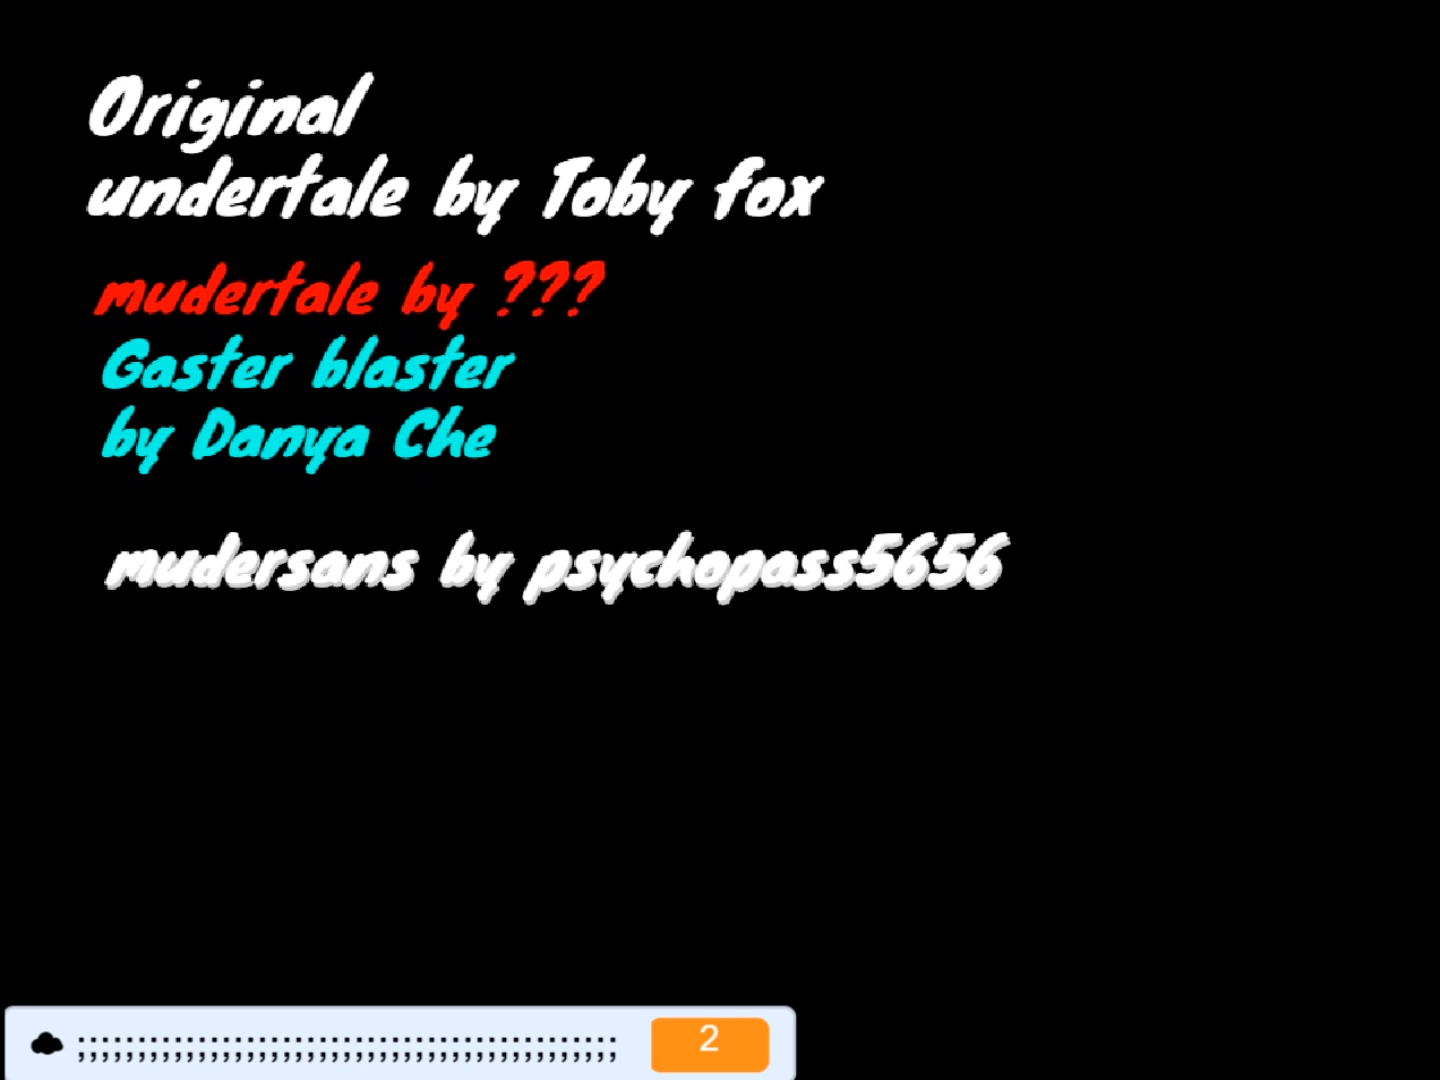 Original
undertale by Toby fox
mudertale by ???
Gaster blaster
by Danya Che
mudersans by psychopass5656
;;;;;;;;;;;;;;;;;;;;;;;;;;;;;;;;;;;;;;;;;;;;; 2